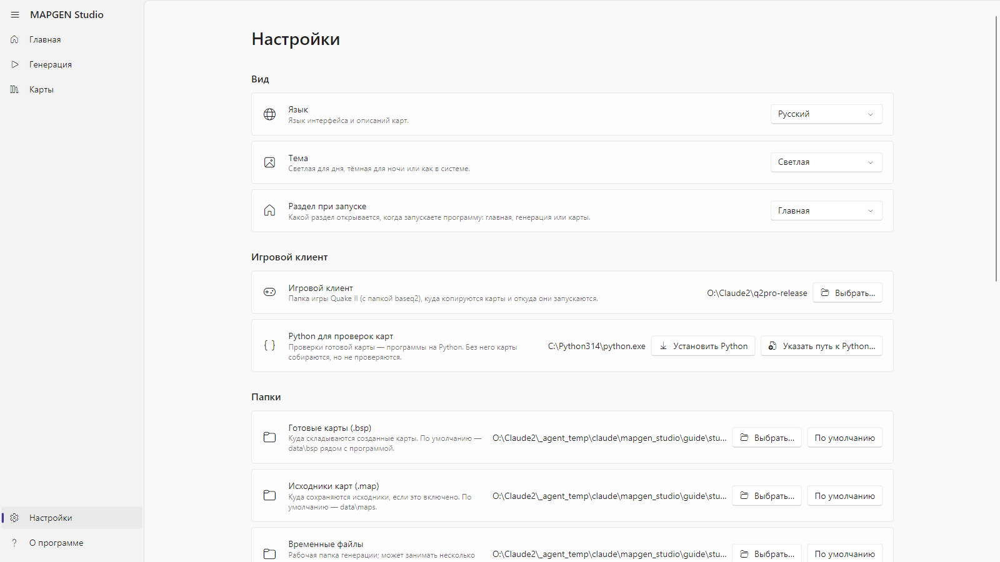 MAPGEN Studio
Главная
Генерация
Карты
Настройки
О программе
Настройки
Вид
Язык
Язык интерфейса и описаний карт.
Русский
Тема
Светлая для дня, тёмная для ночи или как в системе.
Светлая
Раздел при запуске
Какой раздел открывается, когда запускаете программу: главная, генерация или карты.
Главная
Игровой клиент
Игровой клиент
Папка игры Quake II (с папкой baseq2), куда копируются карты и откуда они запускаются.
O:\Claude2\q2pro-release
Выбрать...
Python для проверок карт
Проверки готовой карты — программы на Python. Без него карты
собираются, но не проверяются.
C:\Python314\python.exe
Установить Python
Указать путь к Python...
Папки
Готовые карты (.bsp)
Куда складываются созданные карты. По умолчанию —
data\bsp рядом с программой.
O:\Claude2\_agent_temp\claude\mapgen_studio\guide\stu...
Выбрать...
По умолчанию
Исходники карт (.map)
Куда сохраняются исходники, если это включено. По
умолчанию — data\maps.
O:\Claude2\_agent_temp\claude\mapgen_studio\guide\stu...
Выбрать...
По умолчанию
Временные файлы
Рабочая папка генерации; может занимать несколько
O:\Claude2\_agent_temp\claude\mapgen_studio\guide\stu...
Выбрать...
По умолчанию